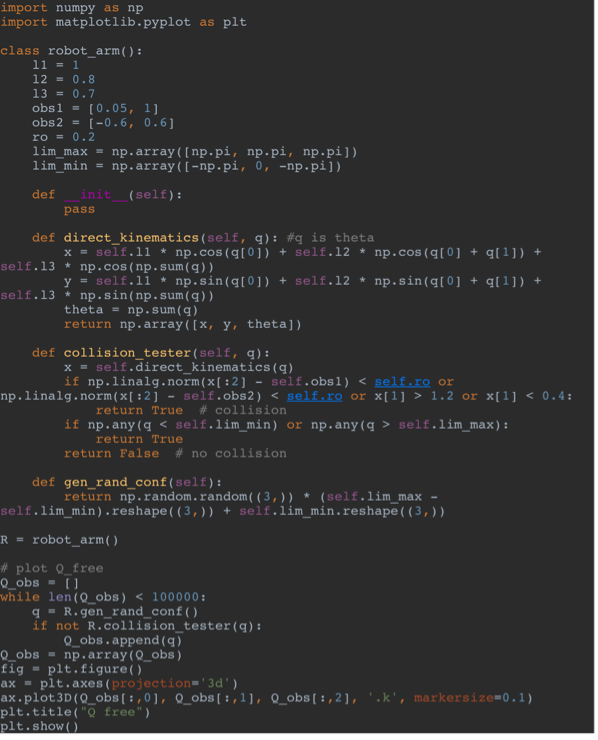 import numpy as np
import matplotlib.pyplot as plt

class robot_arm():
    l1 = 1
    l2 = 0.8
    l3 = 0.7
    obs1 = [0.05, 1]
    obs2 = [-0.6, 0.6]
    ro = 0.2
    lim_max = np.array([np.pi, np.pi, np.pi])
    lim_min = np.array([-np.pi, 0, -np.pi])

    def __init__(self):
        pass

    def direct_kinematics(self, q): #q is theta
        x = self.l1 * np.cos(q[0]) + self.l2 * np.cos(q[0] + q[1]) +
self.l3 * np.cos(np.sum(q))
        y = self.l1 * np.sin(q[0]) + self.l2 * np.sin(q[0] + q[1]) +
self.l3 * np.sin(np.sum(q))
        theta = np.sum(q)
        return np.array([x, y, theta])

    def collision_tester(self, q):
        x = self.direct_kinematics(q)
        if np.linalg.norm(x[:2] - self.obs1) < self.ro or
np.linalg.norm(x[:2] - self.obs2) < self.ro or x[1] > 1.2 or x[1] < 0.4:
            return True  # collision
        if np.any(q < self.lim_min) or np.any(q > self.lim_max):
            return True
        return False  # no collision

    def gen_rand_conf(self):
        return np.random.random((3,)) * (self.lim_max -
self.lim_min).reshape((3,)) + self.lim_min.reshape((3,))

R = robot_arm()

# plot Q_free
Q_obs = []
while len(Q_obs) < 100000:
    q = R.gen_rand_conf()
    if not R.collision_tester(q):
        Q_obs.append(q)
Q_obs = np.array(Q_obs)
fig = plt.figure()
ax = plt.axes(projection='3d')
ax.plot3D(Q_obs[:,0], Q_obs[:,1], Q_obs[:,2], '.k', markersize=0.1)
plt.title("Q free")
plt.show()